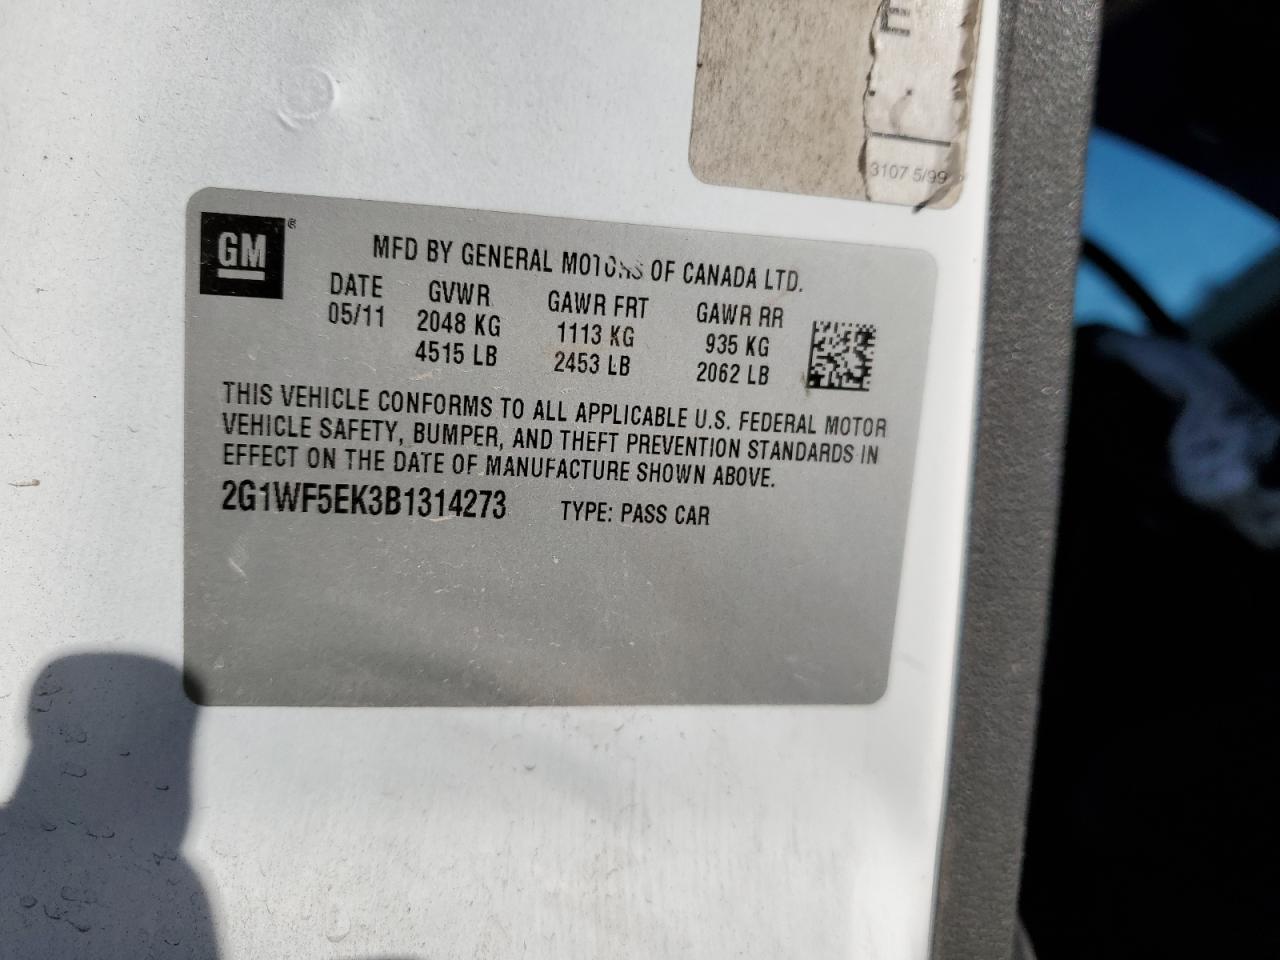 E
3107 5/99
GM ®
MFD BY GENERAL MOTORS OF CANADA LTD.
DATE GVWR GAWR FRT GAWR RR
05/11 2048 KG 1113 KG 935 KG
4515 LB 2453 LB 2062 LB
THIS VEHICLE CONFORMS TO ALL APPLICABLE U.S. FEDERAL MOTOR
VEHICLE SAFETY, BUMPER, AND THEFT PREVENTION STANDARDS IN
EFFECT ON THE DATE OF MANUFACTURE SHOWN ABOVE.
2G1WF5EK3B1314273 TYPE: PASS CAR